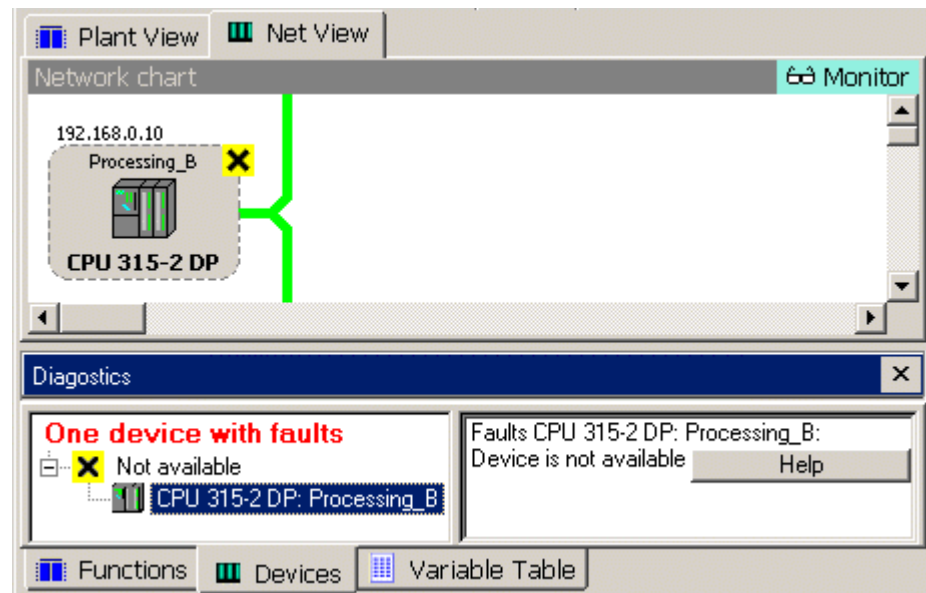 Plant View Net View
Network chart Monitor
192.168.0.10
Processing_B
CPU 315-2 DP
Diagostics
One device with faults
Not available
CPU 315-2 DP: Processing_B
Faults CPU 315-2 DP: Processing_B:
Device is not available Help
Functions Devices Variable Table